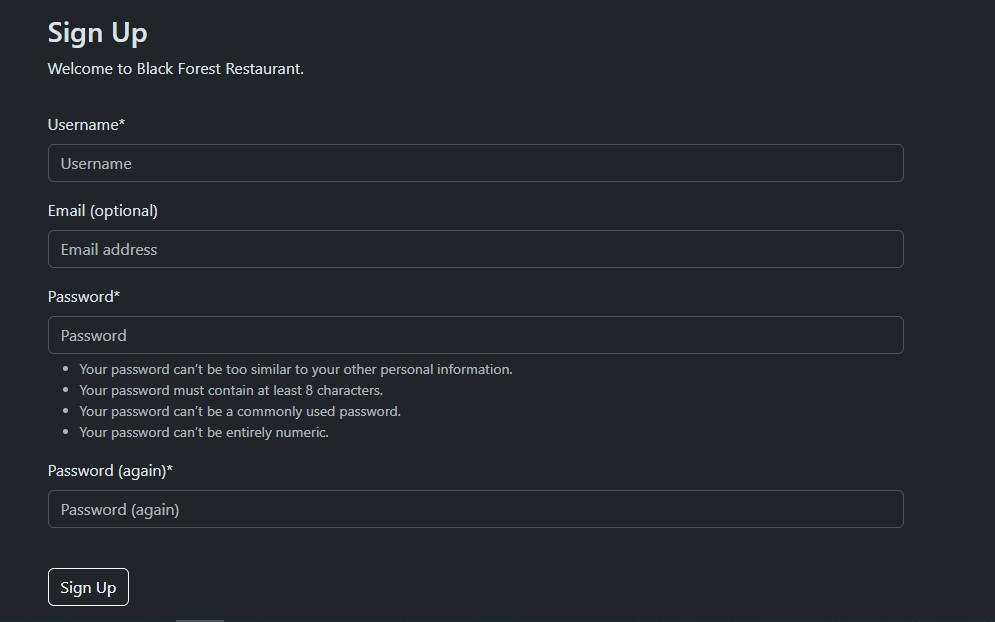 Sign Up
Welcome to Black Forest Restaurant.
Username*
Username
Email (optional)
Email address
Password*
Password
• Your password can’t be too similar to your other personal information.
• Your password must contain at least 8 characters.
• Your password can’t be a commonly used password.
• Your password can’t be entirely numeric.
Password (again)*
Password (again)
Sign Up